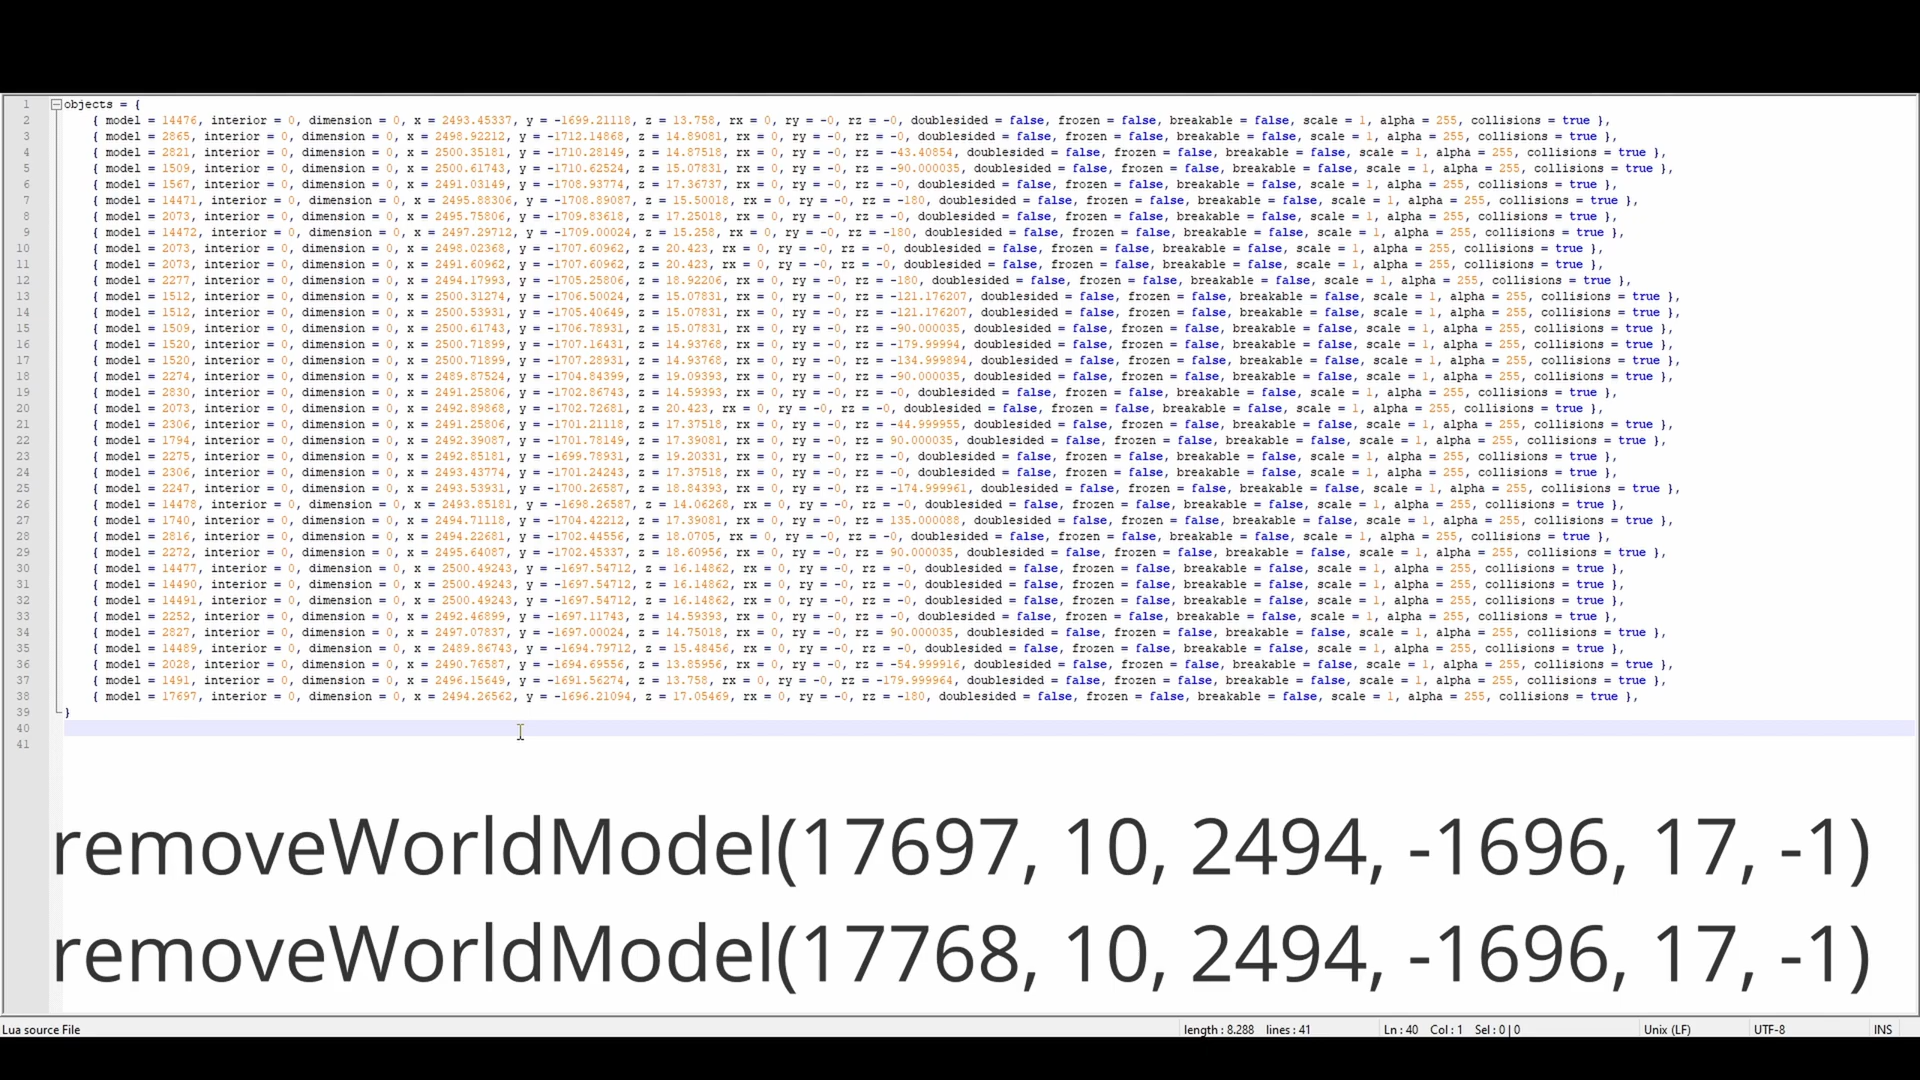 1 objects = {
2 { model = 14476, interior = 0, dimension = 0, x = 2493.45337, y = -1699.21118, z = 13.758, rx = 0, ry = -0, rz = -0, doublesided = false, frozen = false, breakable = false, scale = 1, alpha = 255, collisions = true },
3 { model = 2865, interior = 0, dimension = 0, x = 2498.92212, y = -1712.14868, z = 14.89081, rx = 0, ry = -0, rz = -0, doublesided = false, frozen = false, breakable = false, scale = 1, alpha = 255, collisions = true },
4 { model = 2821, interior = 0, dimension = 0, x = 2500.35181, y = -1710.28149, z = 14.87518, rx = 0, ry = -0, rz = -43.40854, doublesided = false, frozen = false, breakable = false, scale = 1, alpha = 255, collisions = true },
5 { model = 1509, interior = 0, dimension = 0, x = 2500.61743, y = -1710.62524, z = 15.07831, rx = 0, ry = -0, rz = -90.000035, doublesided = false, frozen = false, breakable = false, scale = 1, alpha = 255, collisions = true },
6 { model = 1567, interior = 0, dimension = 0, x = 2491.03149, y = -1708.93774, z = 17.36737, rx = 0, ry = -0, rz = -0, doublesided = false, frozen = false, breakable = false, scale = 1, alpha = 255, collisions = true },
7 { model = 14471, interior = 0, dimension = 0, x = 2495.88306, y = -1708.89087, z = 15.50018, rx = 0, ry = -0, rz = -180, doublesided = false, frozen = false, breakable = false, scale = 1, alpha = 255, collisions = true },
8 { model = 2073, interior = 0, dimension = 0, x = 2495.75806, y = -1709.83618, z = 17.25018, rx = 0, ry = -0, rz = -0, doublesided = false, frozen = false, breakable = false, scale = 1, alpha = 255, collisions = true },
9 { model = 14472, interior = 0, dimension = 0, x = 2497.29712, y = -1709.00024, z = 15.258, rx = 0, ry = -0, rz = -180, doublesided = false, frozen = false, breakable = false, scale = 1, alpha = 255, collisions = true },
10 { model = 2073, interior = 0, dimension = 0, x = 2498.02368, y = -1707.60962, z = 20.423, rx = 0, ry = -0, rz = -0, doublesided = false, frozen = false, breakable = false, scale = 1, alpha = 255, collisions = true },
11 { model = 2073, interior = 0, dimension = 0, x = 2491.60962, y = -1707.60962, z = 20.423, rx = 0, ry = -0, rz = -0, doublesided = false, frozen = false, breakable = false, scale = 1, alpha = 255, collisions = true },
12 { model = 2277, interior = 0, dimension = 0, x = 2494.17993, y = -1705.25806, z = 18.92206, rx = 0, ry = -0, rz = -180, doublesided = false, frozen = false, breakable = false, scale = 1, alpha = 255, collisions = true },
13 { model = 1512, interior = 0, dimension = 0, x = 2500.31274, y = -1706.50024, z = 15.07831, rx = 0, ry = -0, rz = -121.176207, doublesided = false, frozen = false, breakable = false, scale = 1, alpha = 255, collisions = true },
14 { model = 1512, interior = 0, dimension = 0, x = 2500.53931, y = -1705.40649, z = 15.07831, rx = 0, ry = -0, rz = -121.176207, doublesided = false, frozen = false, breakable = false, scale = 1, alpha = 255, collisions = true },
15 { model = 1509, interior = 0, dimension = 0, x = 2500.61743, y = -1706.78931, z = 15.07831, rx = 0, ry = -0, rz = -90.000035, doublesided = false, frozen = false, breakable = false, scale = 1, alpha = 255, collisions = true },
16 { model = 1520, interior = 0, dimension = 0, x = 2500.71899, y = -1707.16431, z = 14.93768, rx = 0, ry = -0, rz = -179.99994, doublesided = false, frozen = false, breakable = false, scale = 1, alpha = 255, collisions = true },
17 { model = 1520, interior = 0, dimension = 0, x = 2500.71899, y = -1707.28931, z = 14.93768, rx = 0, ry = -0, rz = -134.999894, doublesided = false, frozen = false, breakable = false, scale = 1, alpha = 255, collisions = true },
18 { model = 2274, interior = 0, dimension = 0, x = 2489.87524, y = -1704.84399, z = 19.09393, rx = 0, ry = -0, rz = -90.000035, doublesided = false, frozen = false, breakable = false, scale = 1, alpha = 255, collisions = true },
19 { model = 2830, interior = 0, dimension = 0, x = 2491.25806, y = -1702.86743, z = 14.59393, rx = 0, ry = -0, rz = -0, doublesided = false, frozen = false, breakable = false, scale = 1, alpha = 255, collisions = true },
20 { model = 2073, interior = 0, dimension = 0, x = 2492.89868, y = -1702.72681, z = 20.423, rx = 0, ry = -0, rz = -0, doublesided = false, frozen = false, breakable = false, scale = 1, alpha = 255, collisions = true },
21 { model = 2306, interior = 0, dimension = 0, x = 2491.25806, y = -1701.21118, z = 17.37518, rx = 0, ry = -0, rz = -44.999955, doublesided = false, frozen = false, breakable = false, scale = 1, alpha = 255, collisions = true },
22 { model = 1794, interior = 0, dimension = 0, x = 2492.39087, y = -1701.78149, z = 17.39081, rx = 0, ry = -0, rz = 90.000035, doublesided = false, frozen = false, breakable = false, scale = 1, alpha = 255, collisions = true },
23 { model = 2275, interior = 0, dimension = 0, x = 2492.85181, y = -1699.78931, z = 19.20331, rx = 0, ry = -0, rz = -0, doublesided = false, frozen = false, breakable = false, scale = 1, alpha = 255, collisions = true },
24 { model = 2306, interior = 0, dimension = 0, x = 2493.43774, y = -1701.24243, z = 17.37518, rx = 0, ry = -0, rz = -0, doublesided = false, frozen = false, breakable = false, scale = 1, alpha = 255, collisions = true },
25 { model = 2247, interior = 0, dimension = 0, x = 2493.53931, y = -1700.26587, z = 18.84393, rx = 0, ry = -0, rz = -174.999961, doublesided = false, frozen = false, breakable = false, scale = 1, alpha = 255, collisions = true },
26 { model = 14478, interior = 0, dimension = 0, x = 2493.85181, y = -1698.26587, z = 14.06268, rx = 0, ry = -0, rz = -0, doublesided = false, frozen = false, breakable = false, scale = 1, alpha = 255, collisions = true },
27 { model = 1740, interior = 0, dimension = 0, x = 2494.71118, y = -1704.42212, z = 17.39081, rx = 0, ry = -0, rz = 135.000088, doublesided = false, frozen = false, breakable = false, scale = 1, alpha = 255, collisions = true },
28 { model = 2816, interior = 0, dimension = 0, x = 2494.22681, y = -1702.44556, z = 18.0705, rx = 0, ry = -0, rz = -0, doublesided = false, frozen = false, breakable = false, scale = 1, alpha = 255, collisions = true },
29 { model = 2272, interior = 0, dimension = 0, x = 2495.64087, y = -1702.45337, z = 18.60956, rx = 0, ry = -0, rz = 90.000035, doublesided = false, frozen = false, breakable = false, scale = 1, alpha = 255, collisions = true },
30 { model = 14477, interior = 0, dimension = 0, x = 2500.49243, y = -1697.54712, z = 16.14862, rx = 0, ry = -0, rz = -0, doublesided = false, frozen = false, breakable = false, scale = 1, alpha = 255, collisions = true },
31 { model = 14490, interior = 0, dimension = 0, x = 2500.49243, y = -1697.54712, z = 16.14862, rx = 0, ry = -0, rz = -0, doublesided = false, frozen = false, breakable = false, scale = 1, alpha = 255, collisions = true },
32 { model = 14491, interior = 0, dimension = 0, x = 2500.49243, y = -1697.54712, z = 16.14862, rx = 0, ry = -0, rz = -0, doublesided = false, frozen = false, breakable = false, scale = 1, alpha = 255, collisions = true },
33 { model = 2252, interior = 0, dimension = 0, x = 2492.46899, y = -1697.11743, z = 14.59393, rx = 0, ry = -0, rz = -0, doublesided = false, frozen = false, breakable = false, scale = 1, alpha = 255, collisions = true },
34 { model = 2827, interior = 0, dimension = 0, x = 2497.07837, y = -1697.00024, z = 14.75018, rx = 0, ry = -0, rz = 90.000035, doublesided = false, frozen = false, breakable = false, scale = 1, alpha = 255, collisions = true },
35 { model = 14489, interior = 0, dimension = 0, x = 2489.86743, y = -1694.79712, z = 15.48456, rx = 0, ry = -0, rz = -0, doublesided = false, frozen = false, breakable = false, scale = 1, alpha = 255, collisions = true },
36 { model = 2028, interior = 0, dimension = 0, x = 2490.76587, y = -1694.69556, z = 13.85956, rx = 0, ry = -0, rz = -54.999916, doublesided = false, frozen = false, breakable = false, scale = 1, alpha = 255, collisions = true },
37 { model = 1491, interior = 0, dimension = 0, x = 2496.15649, y = -1691.56274, z = 13.758, rx = 0, ry = -0, rz = -179.999964, doublesided = false, frozen = false, breakable = false, scale = 1, alpha = 255, collisions = true },
38 { model = 17697, interior = 0, dimension = 0, x = 2494.26562, y = -1696.21094, z = 17.05469, rx = 0, ry = -0, rz = -180, doublesided = false, frozen = false, breakable = false, scale = 1, alpha = 255, collisions = true },
39 }
40
41
removeWorldModel(17697, 10, 2494, -1696, 17, -1)
removeWorldModel(17768, 10, 2494, -1696, 17, -1)
Lua source File length : 8.288 lines : 41 Ln : 40 Col : 1 Sel : 0 | 0 Unix (LF) UTF-8 INS